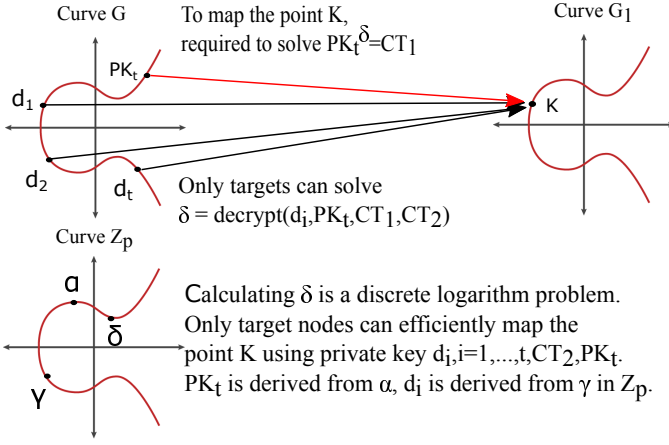 Curve G
To map the point K,
required to solve PKₜ^δ=CT₁
Curve G₁
PKₜ
d₁
K
d₂
dₜ
Only targets can solve
δ = decrypt(dᵢ,PKₜ,CT₁,CT₂)
Curve Zₚ
α
δ
γ
Calculating δ is a discrete logarithm problem.
Only target nodes can efficiently map the
point K using private key dᵢ,i=1,...,t,CT₂,PKₜ.
PKₜ is derived from α, dᵢ is derived from γ in Zₚ.